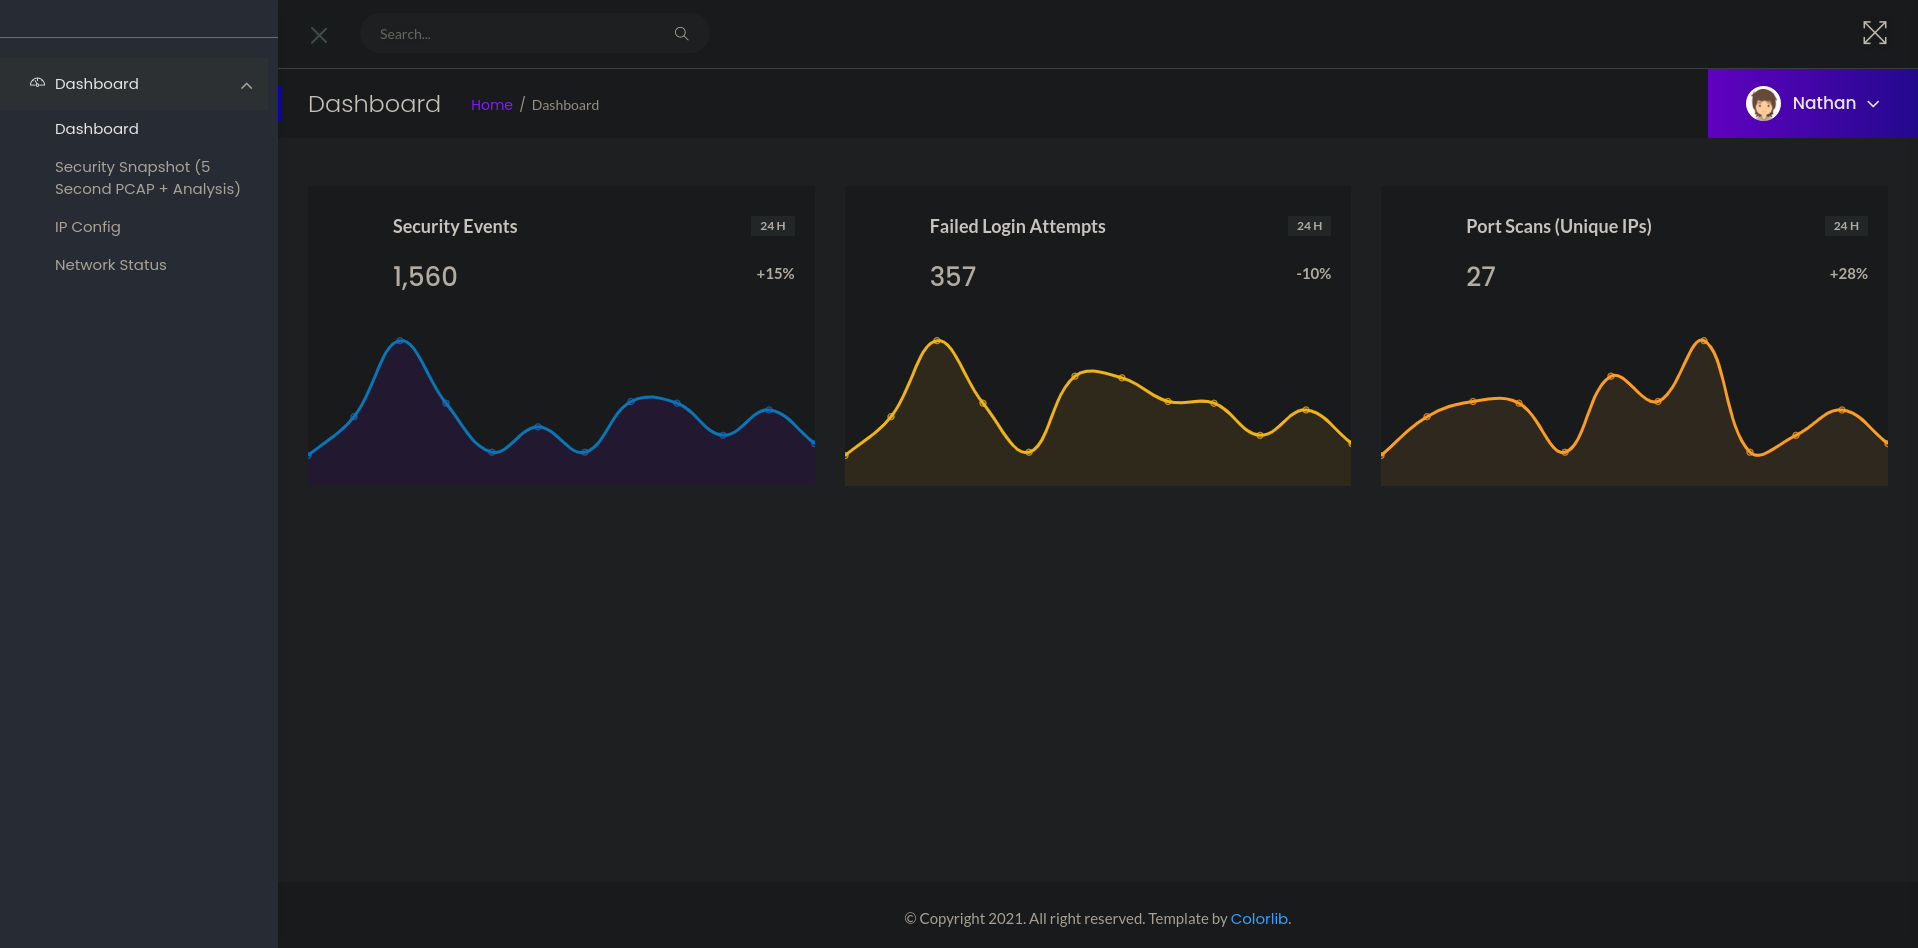 Search...
Dashboard
Dashboard
Security Snapshot (5
Second PCAP + Analysis)
IP Config
Network Status
Dashboard
Home / Dashboard
Nathan
Security Events
24 H
1,560
+15%
Failed Login Attempts
24 H
357
-10%
Port Scans (Unique IPs)
24 H
27
+28%
© Copyright 2021. All right reserved. Template by Colorlib.